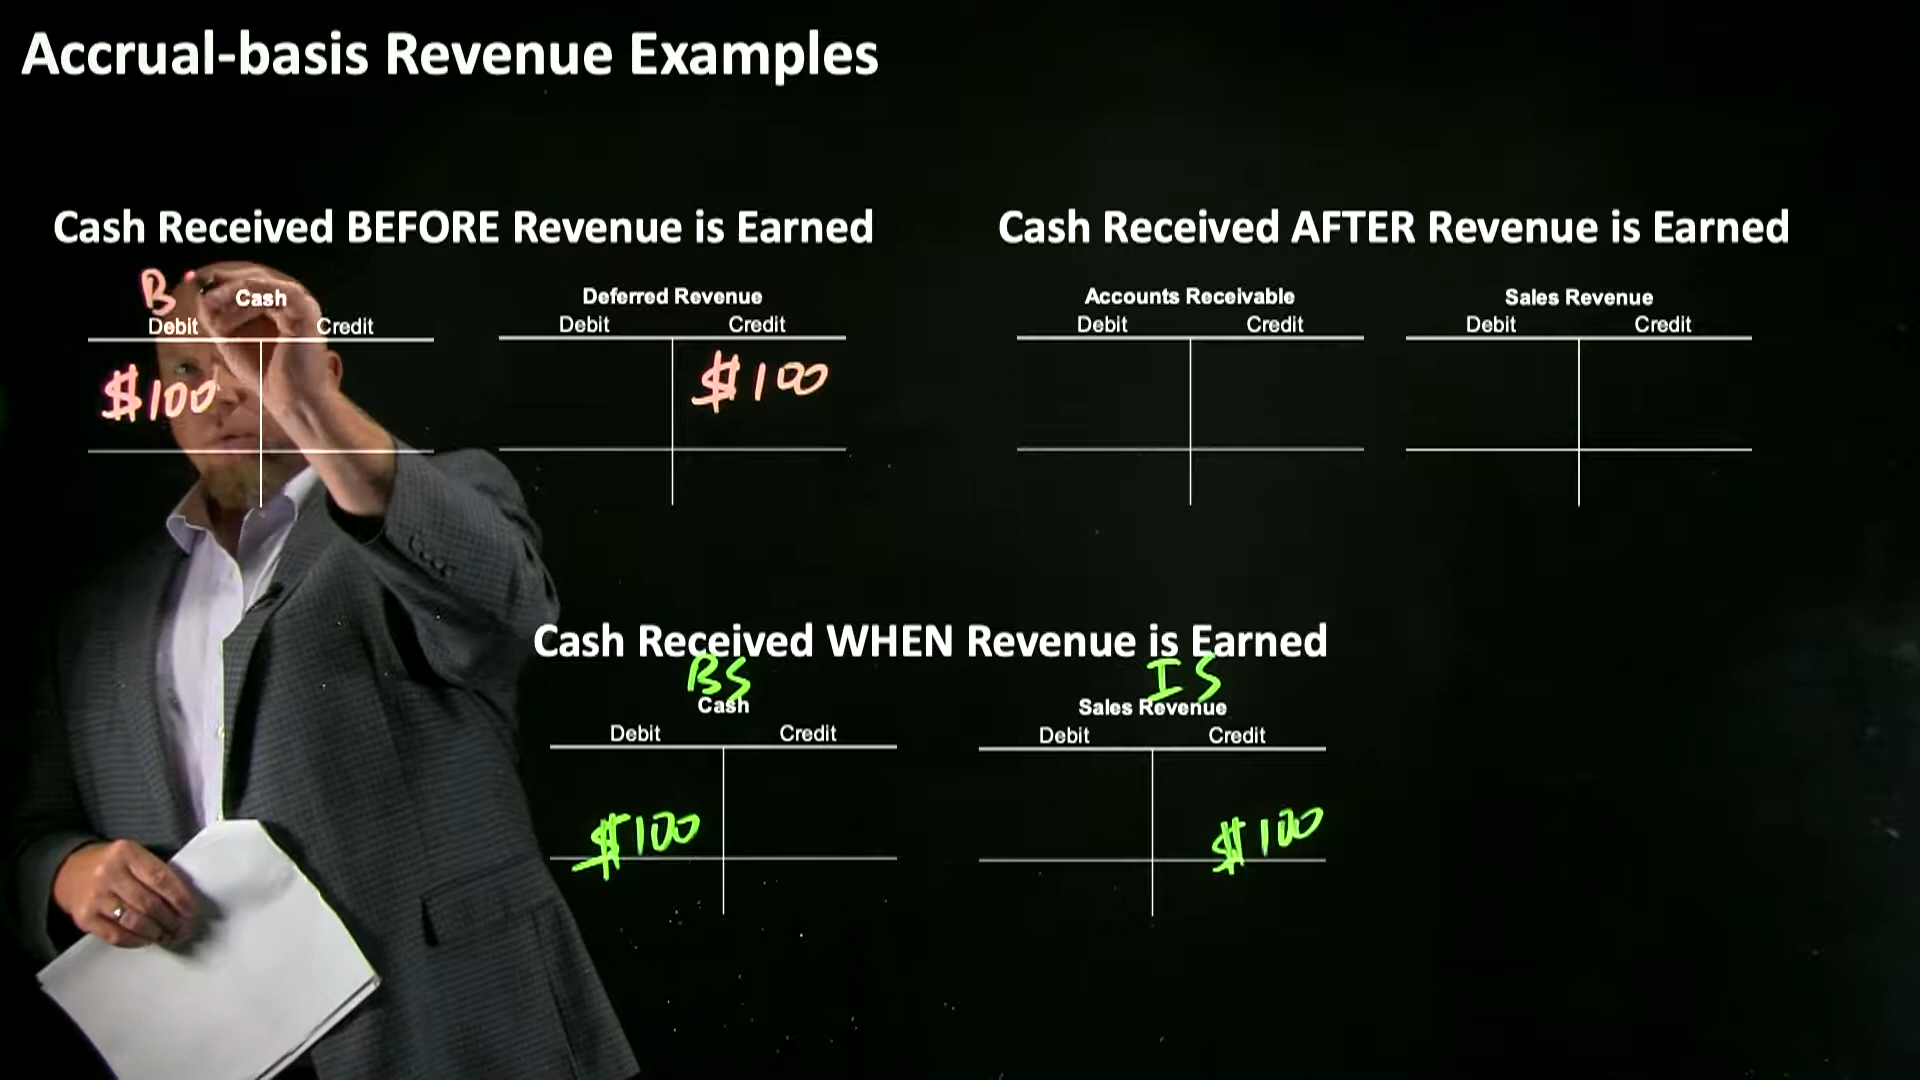 Accrual-basis Revenue Examples
Cash Received BEFORE Revenue is Earned
B
Cash
Debit Credit
$100
Deferred Revenue
Debit Credit
$100
Cash Received AFTER Revenue is Earned
Accounts Receivable
Debit Credit
Sales Revenue
Debit Credit
Cash Received WHEN Revenue is Earned
BS
Cash
Debit Credit
$100
IS
Sales Revenue
Debit Credit
$100